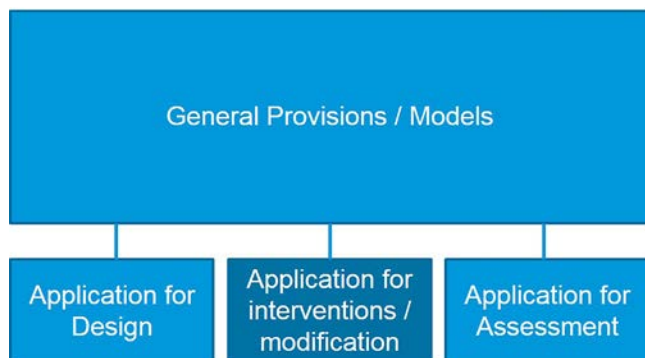 General Provisions / Models
Application for
Design
Application for
interventions /
modification
Application for
Assessment